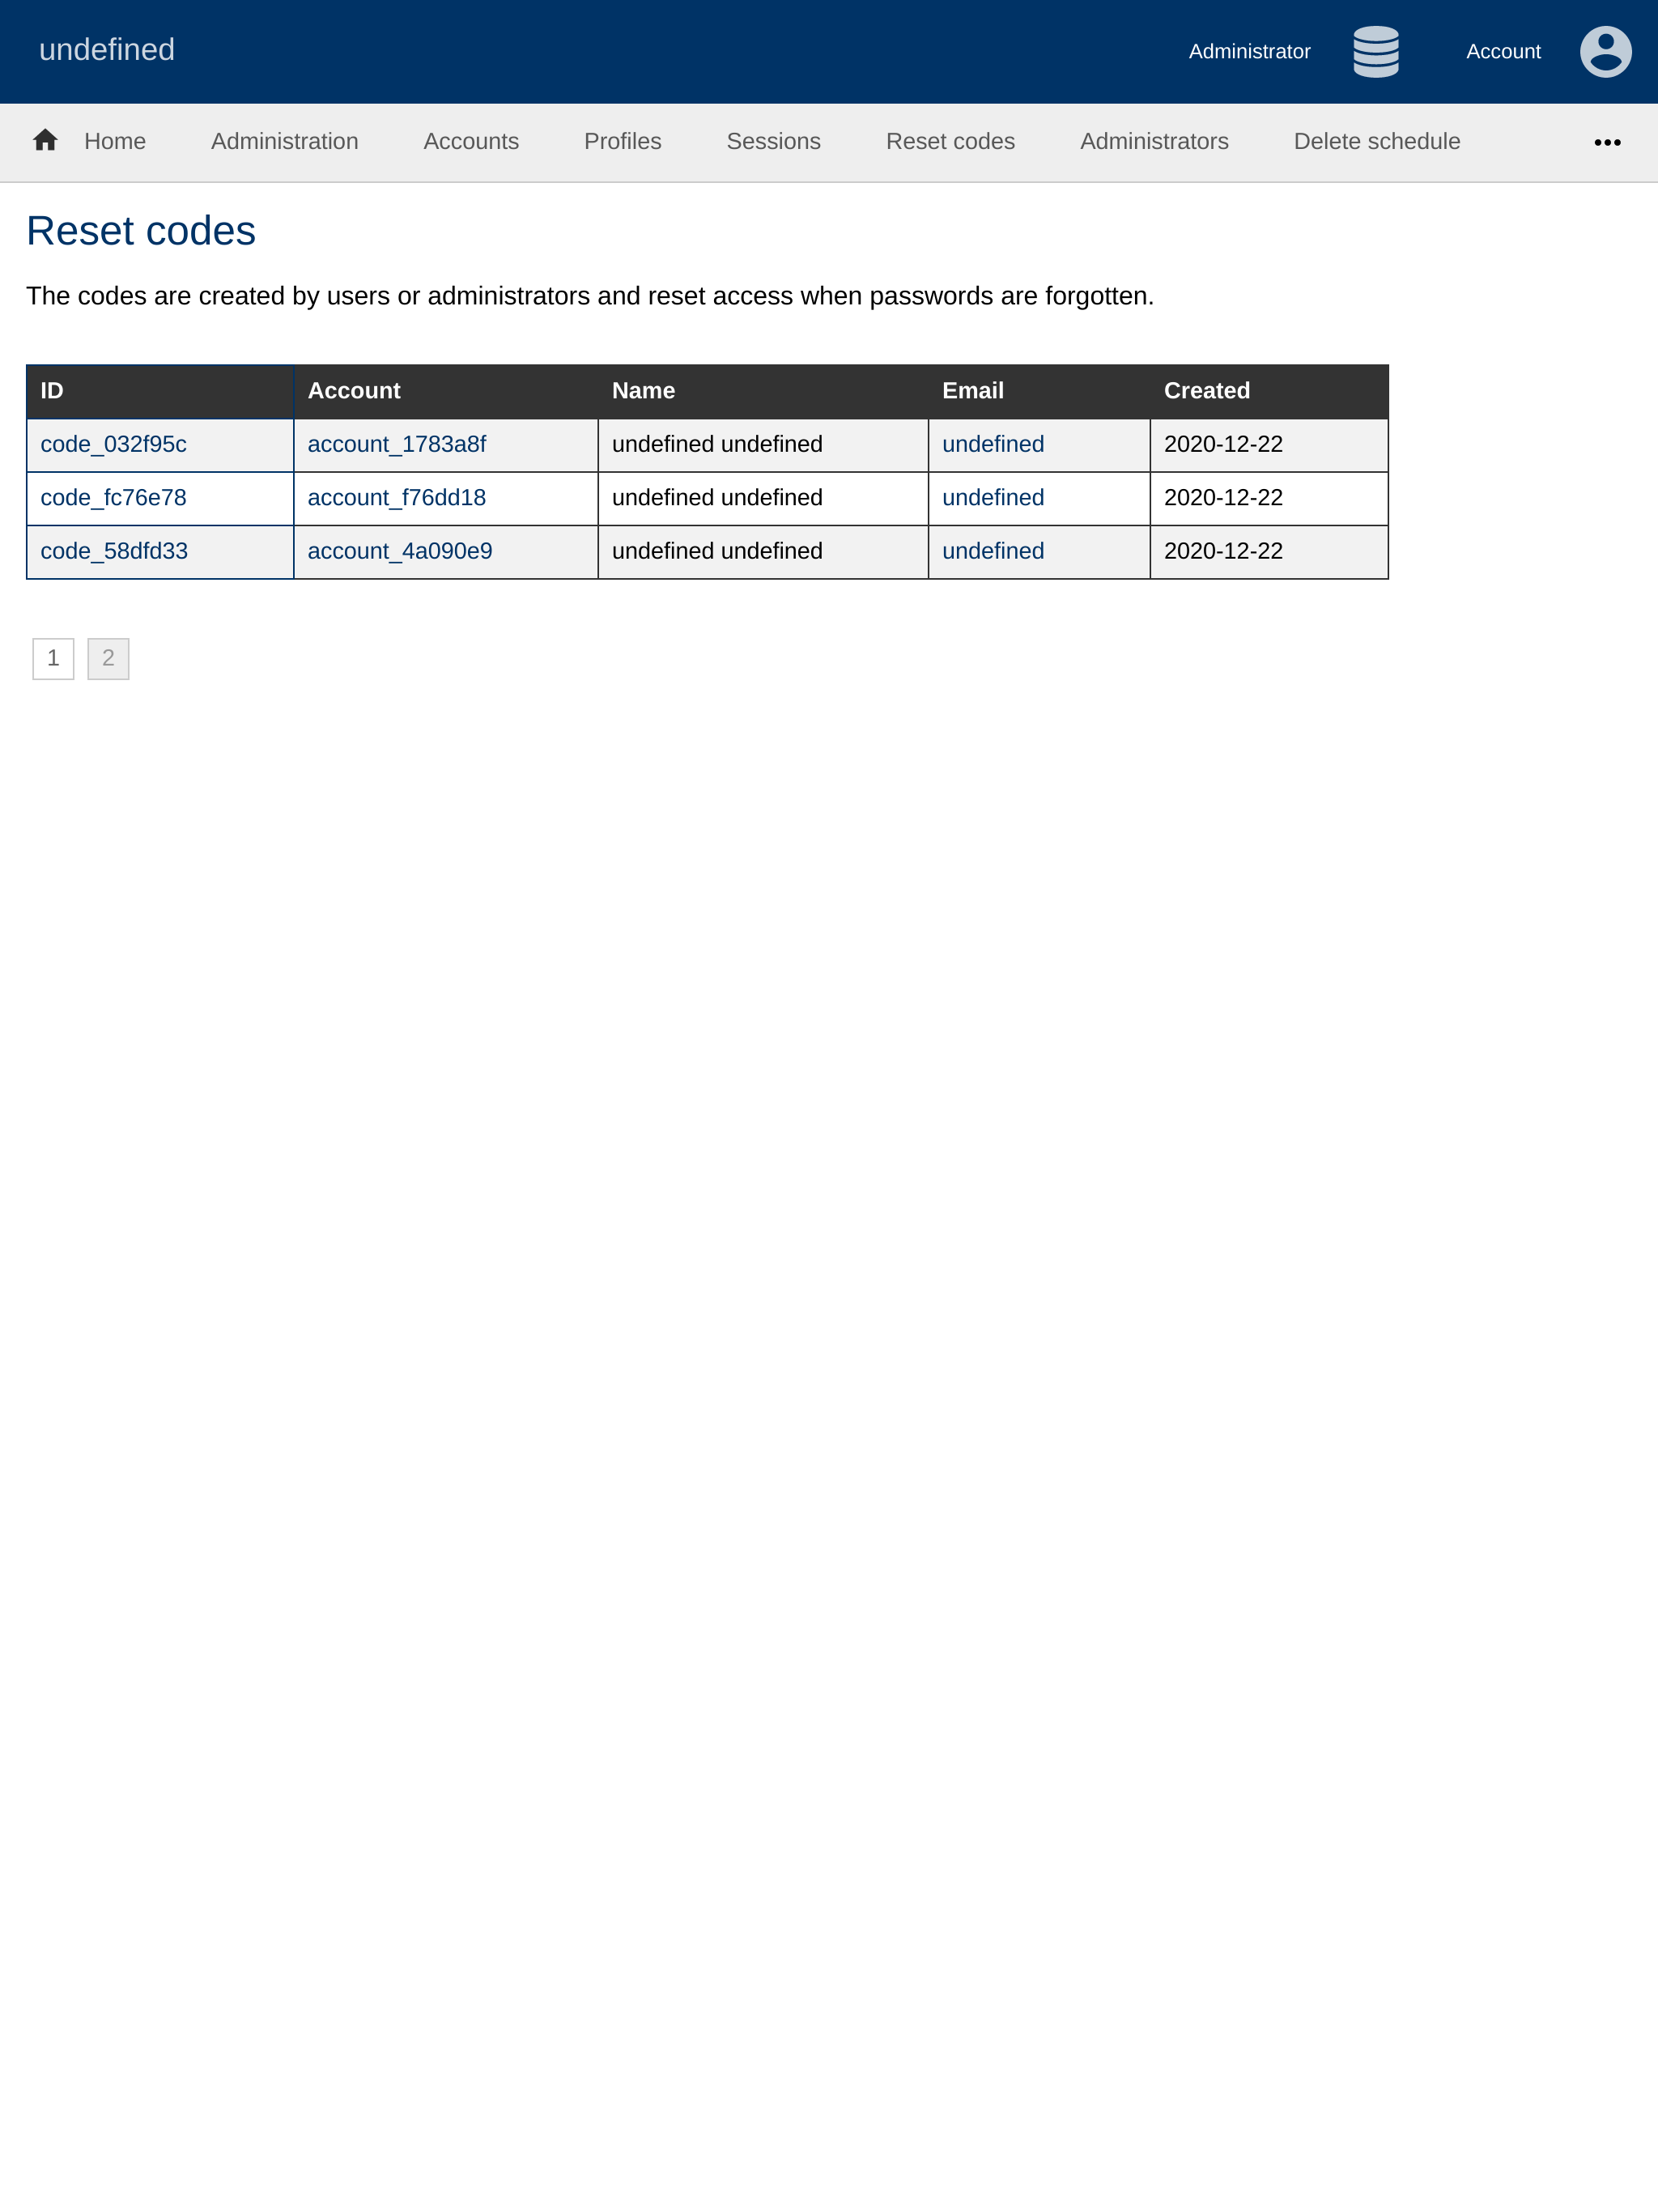 undefined Administrator Account
Home Administration Accounts Profiles Sessions Reset codes Administrators Delete schedule
Reset codes
The codes are created by users or administrators and reset access when passwords are forgotten.
ID Account Name Email Created
code_032f95c account_1783a8f undefined undefined undefined 2020-12-22
code_fc76e78 account_f76dd18 undefined undefined undefined 2020-12-22
code_58dfd33 account_4a090e9 undefined undefined undefined 2020-12-22
1 2